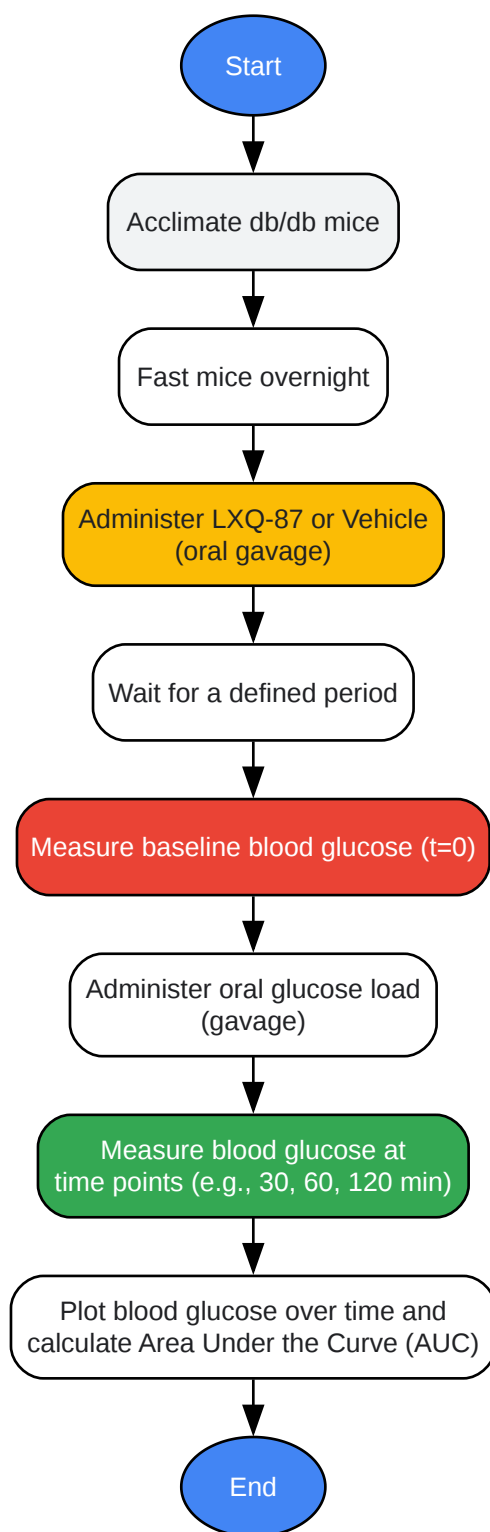 Start
Acclimate db/db mice
Fast mice overnight
Administer LXQ-87 or Vehicle
(oral gavage)
Wait for a defined period
Measure baseline blood glucose (t=0)
Administer oral glucose load
(gavage)
Measure blood glucose at
time points (e.g., 30, 60, 120 min)
Plot blood glucose over time and
calculate Area Under the Curve (AUC)
End